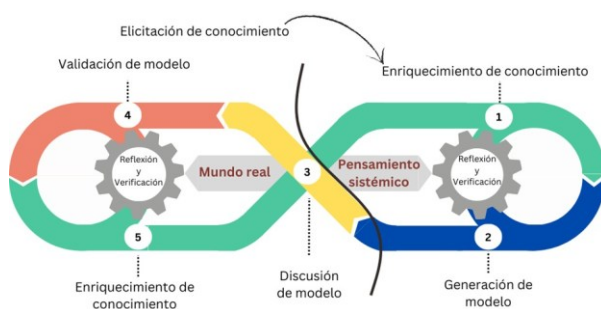 Elicitación de conocimiento
Validación de modelo
Enriquecimiento de conocimiento
4
1
Reflexión
y
Verificación
Mundo real
3
Pensamiento
sistémico
Reflexión
y
Verificación
5
2
Enriquecimiento de
conocimiento
Discusión
de modelo
Generación de
modelo